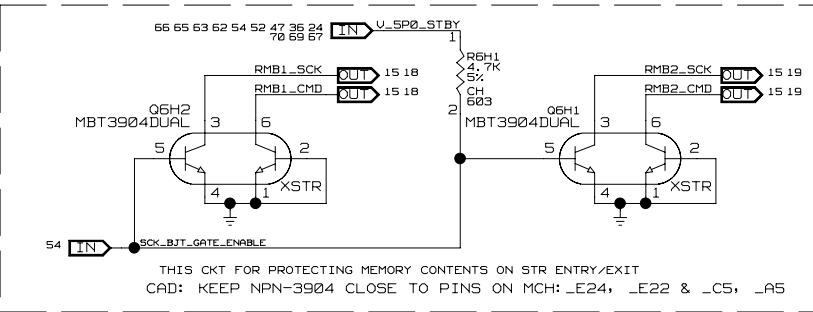 66 65 63 62 54 52 47 36 24
70 69 67
IN
V_5P0_STBY
1
R6H1
4.7K
5%
CH
603
2
RMB1_SCK
OUT
15 18
RMB1_CMD
OUT
15 18
Q6H2
MBT3904DUAL
3
6
5
2
4
1
XSTR
RMB2_SCK
OUT
15 19
RMB2_CMD
OUT
15 19
Q6H1
MBT3904DUAL
3
6
5
2
4
1
XSTR
54
IN
SCK_BJT_GATE_ENABLE
THIS CKT FOR PROTECTING MEMORY CONTENTS ON STR ENTRY/EXIT
CAD: KEEP NPN-3904 CLOSE TO PINS ON MCH: _E24, _E22 & _C5, _A5